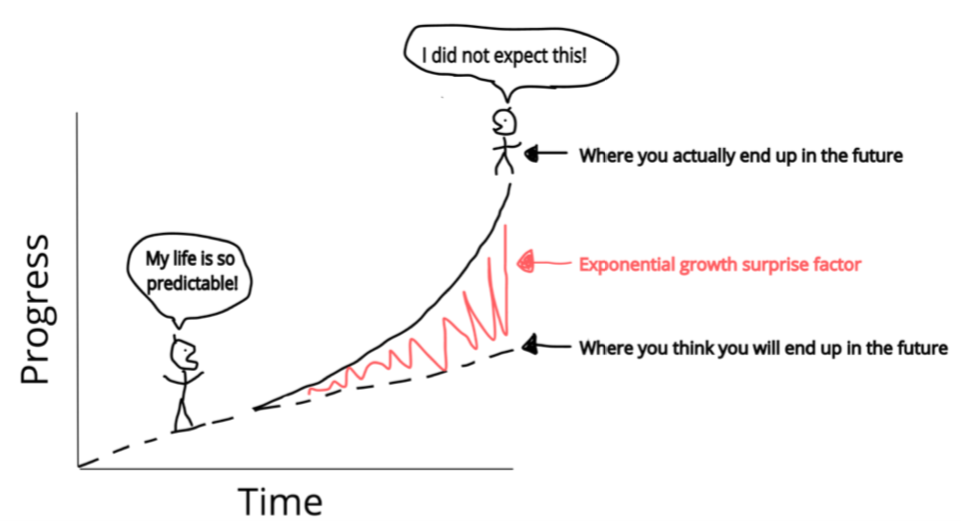 I did not expect this!
Where you actually end up in the future
My life is so
predictable!
Exponential growth surprise factor
Where you think you will end up in the future
Progress
Time